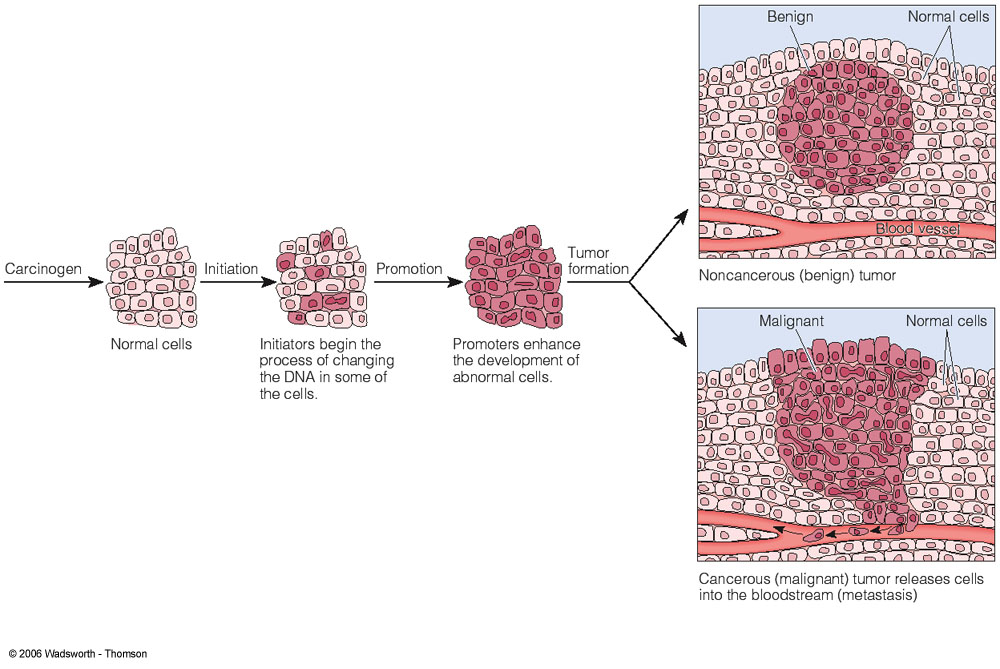 Carcinogen
Normal cells
Initiation
Initiators begin the
process of changing
the DNA in some of
the cells.
Promotion
Promoters enhance
the development of
abnormal cells.
Tumor
formation
Benign
Normal cells
Blood vessel
Noncancerous (benign) tumor
Malignant
Normal cells
Cancerous (malignant) tumor releases cells
into the bloodstream (metastasis)
© 2006 Wadsworth - Thomson